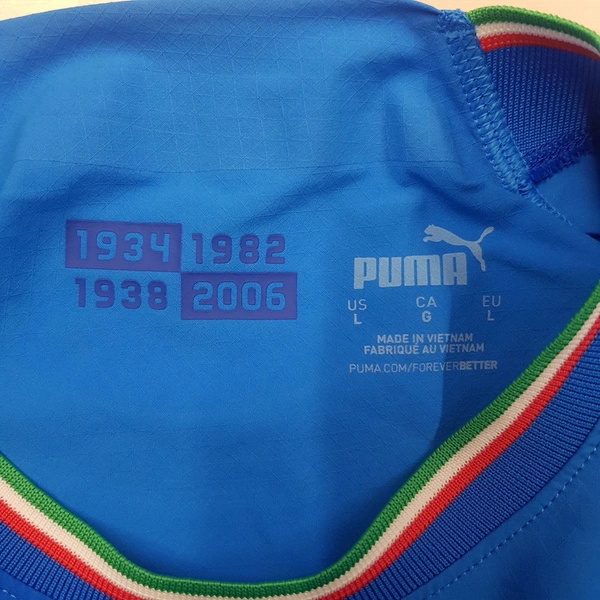 1934 1982
1938 2006
PUMA
US CA EU
L G L
MADE IN VIETNAM
FABRIQUÉ AU VIETNAM
PUMA.COM/FOREVERBETTER